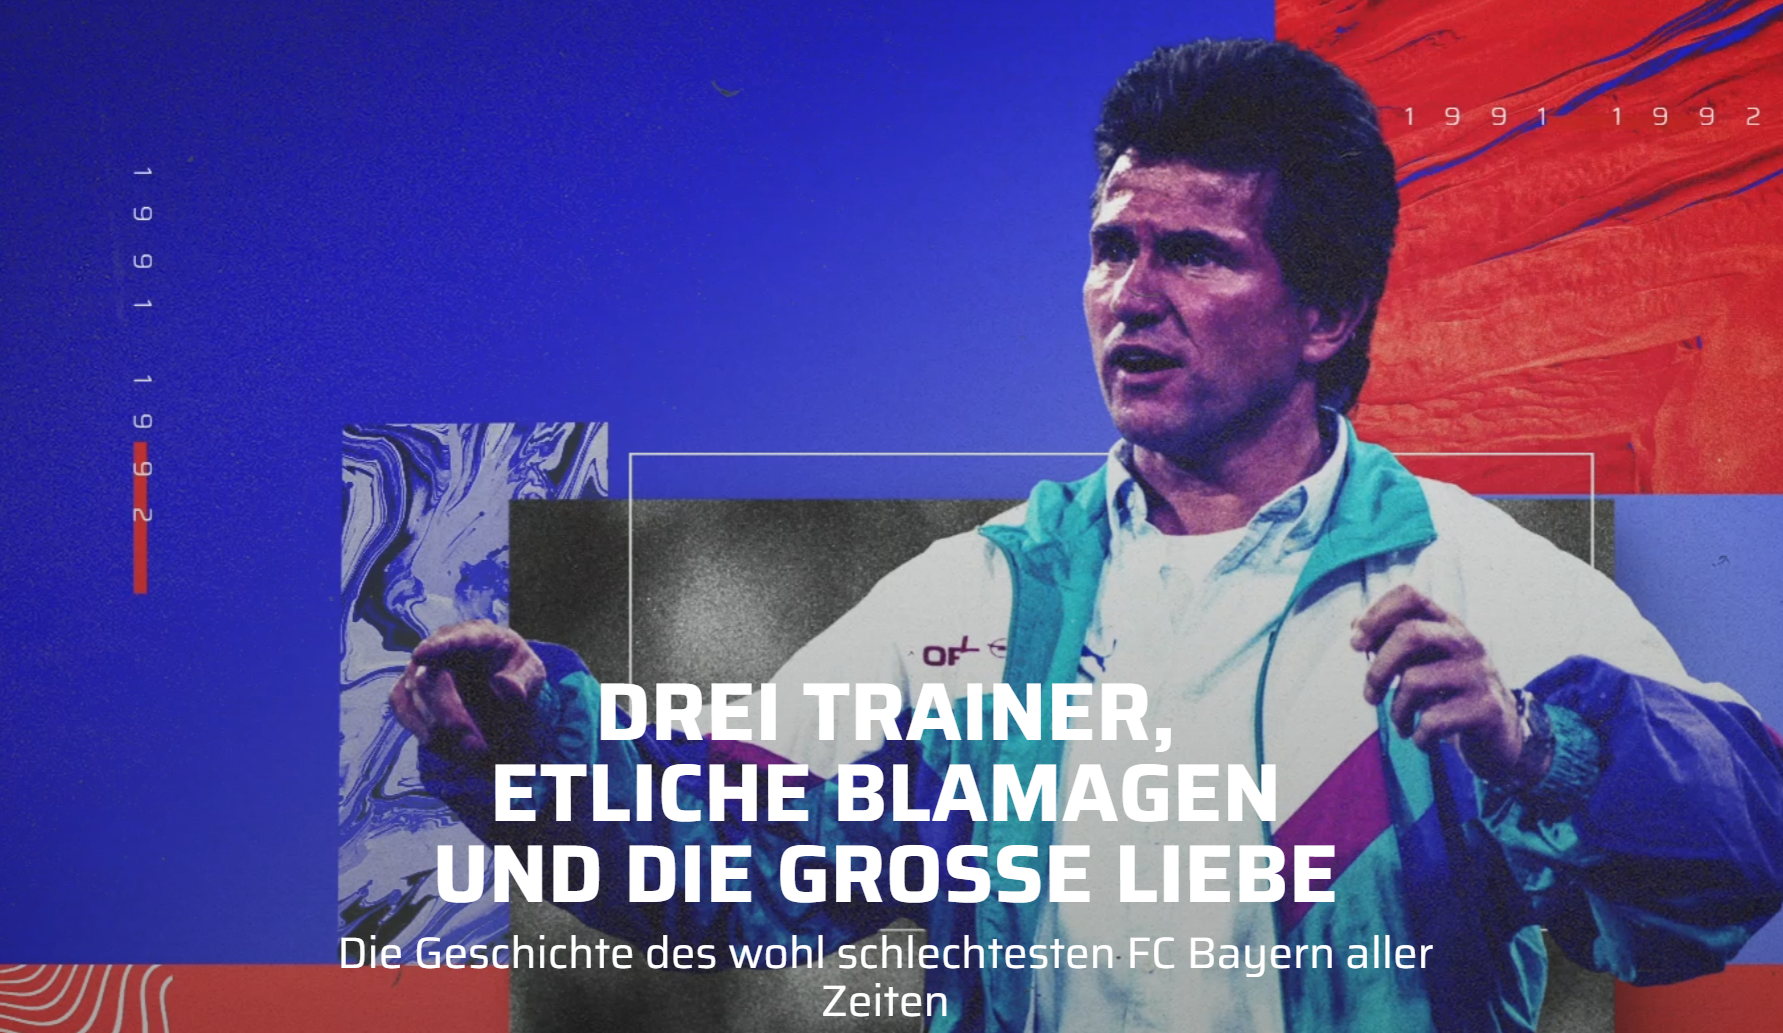 1991 1992
1991 1992
DREI TRAINER,
ETLICHE BLAMAGEN
UND DIE GROSSE LIEBE
Die Geschichte des wohl schlechtesten FC Bayern aller
Zeiten